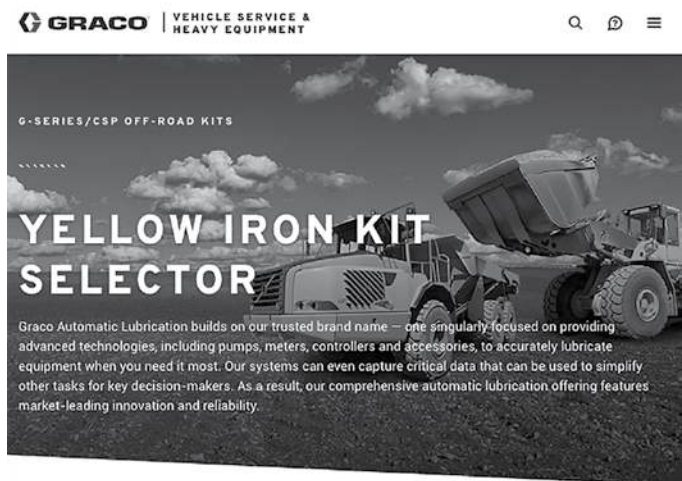 GRACO
VEHICLE SERVICE &
HEAVY EQUIPMENT
G-SERIES/CSP OFF-ROAD KITS
YELLOW IRON KIT
SELECTOR
Graco Automatic Lubrication builds on our trusted brand name — one singularly focused on providing
advanced technologies, including pumps, meters, controllers and accessories, to accurately lubricate
equipment when you need it most. Our systems can even capture critical data that can be used to simplify
other tasks for key decision-makers. As a result, our comprehensive automatic lubrication offering features
market-leading innovation and reliability.